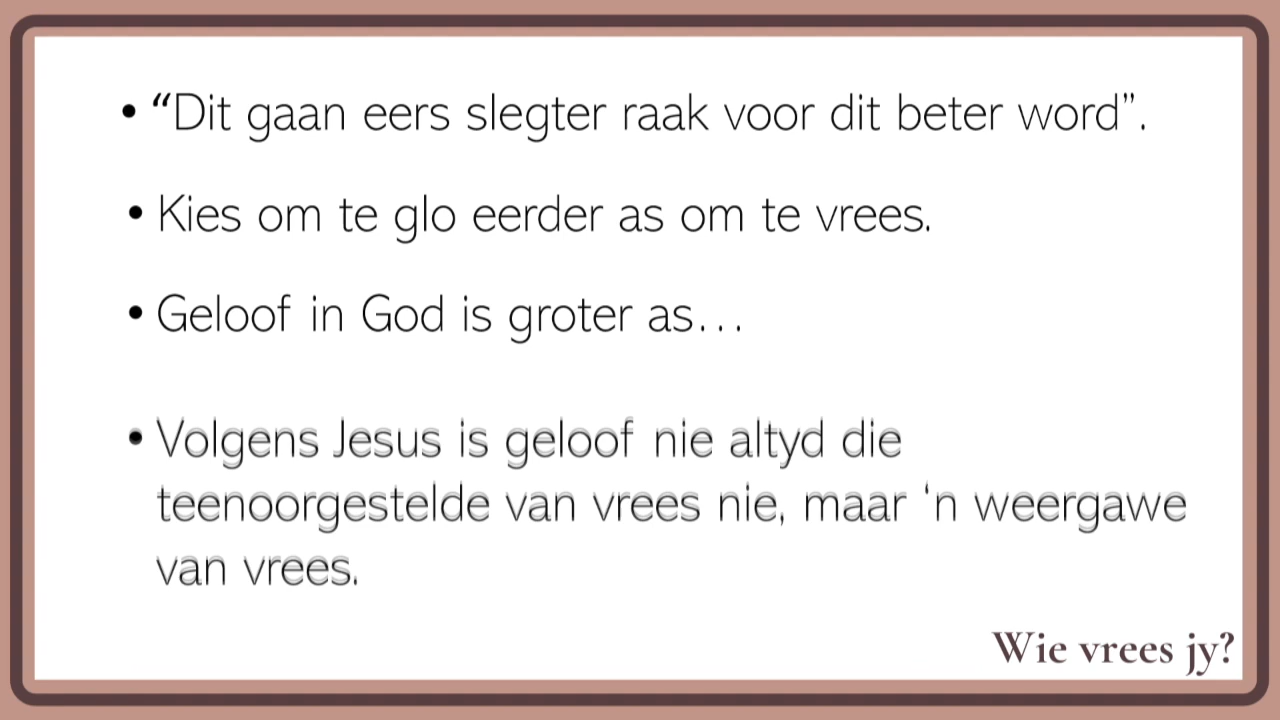 • “Dit gaan eers slegter raak voor dit beter word”.
• Kies om te glo eerder as om te vrees.
• Geloof in God is groter as…
• Volgens Jesus is geloof nie altyd die
teenoorgestelde van vrees nie, maar ‘n weergawe
van vrees.
Wie vrees jy?